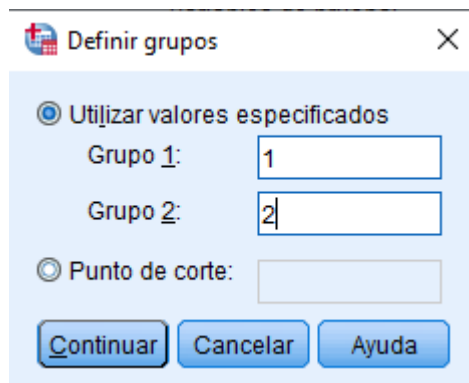 Definir grupos
Utilizar valores especificados
Grupo 1: 1
Grupo 2: 2
Punto de corte:
Continuar Cancelar Ayuda